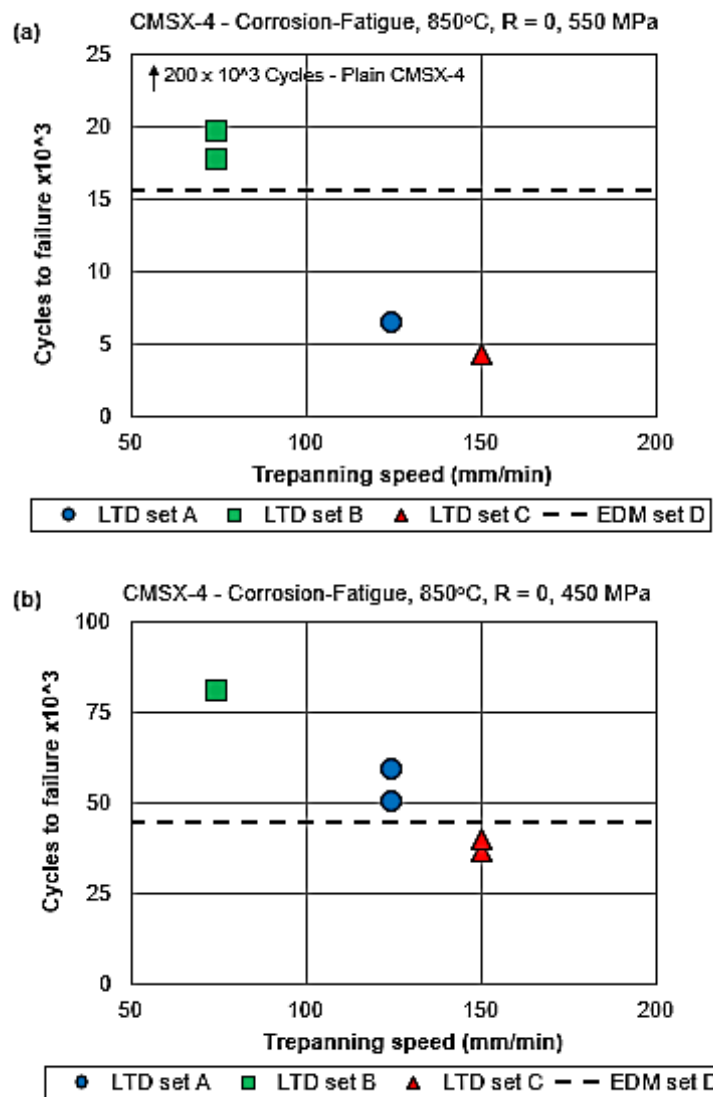 (a)
CMSX-4 - Corrosion-Fatigue, 850ºC, R = 0, 550 MPa
200 x 10^3 Cycles - Plain CMSX-4
Cycles to failure x10^3
25
20
15
10
5
0
50 100 150 200
Trepanning speed (mm/min)
LTD set A LTD set B LTD set C EDM set D
(b)
CMSX-4 - Corrosion-Fatigue, 850ºC, R = 0, 450 MPa
Cycles to failure x10^3
100
75
50
25
0
50 100 150 200
Trepanning speed (mm/min)
LTD set A LTD set B LTD set C EDM set D